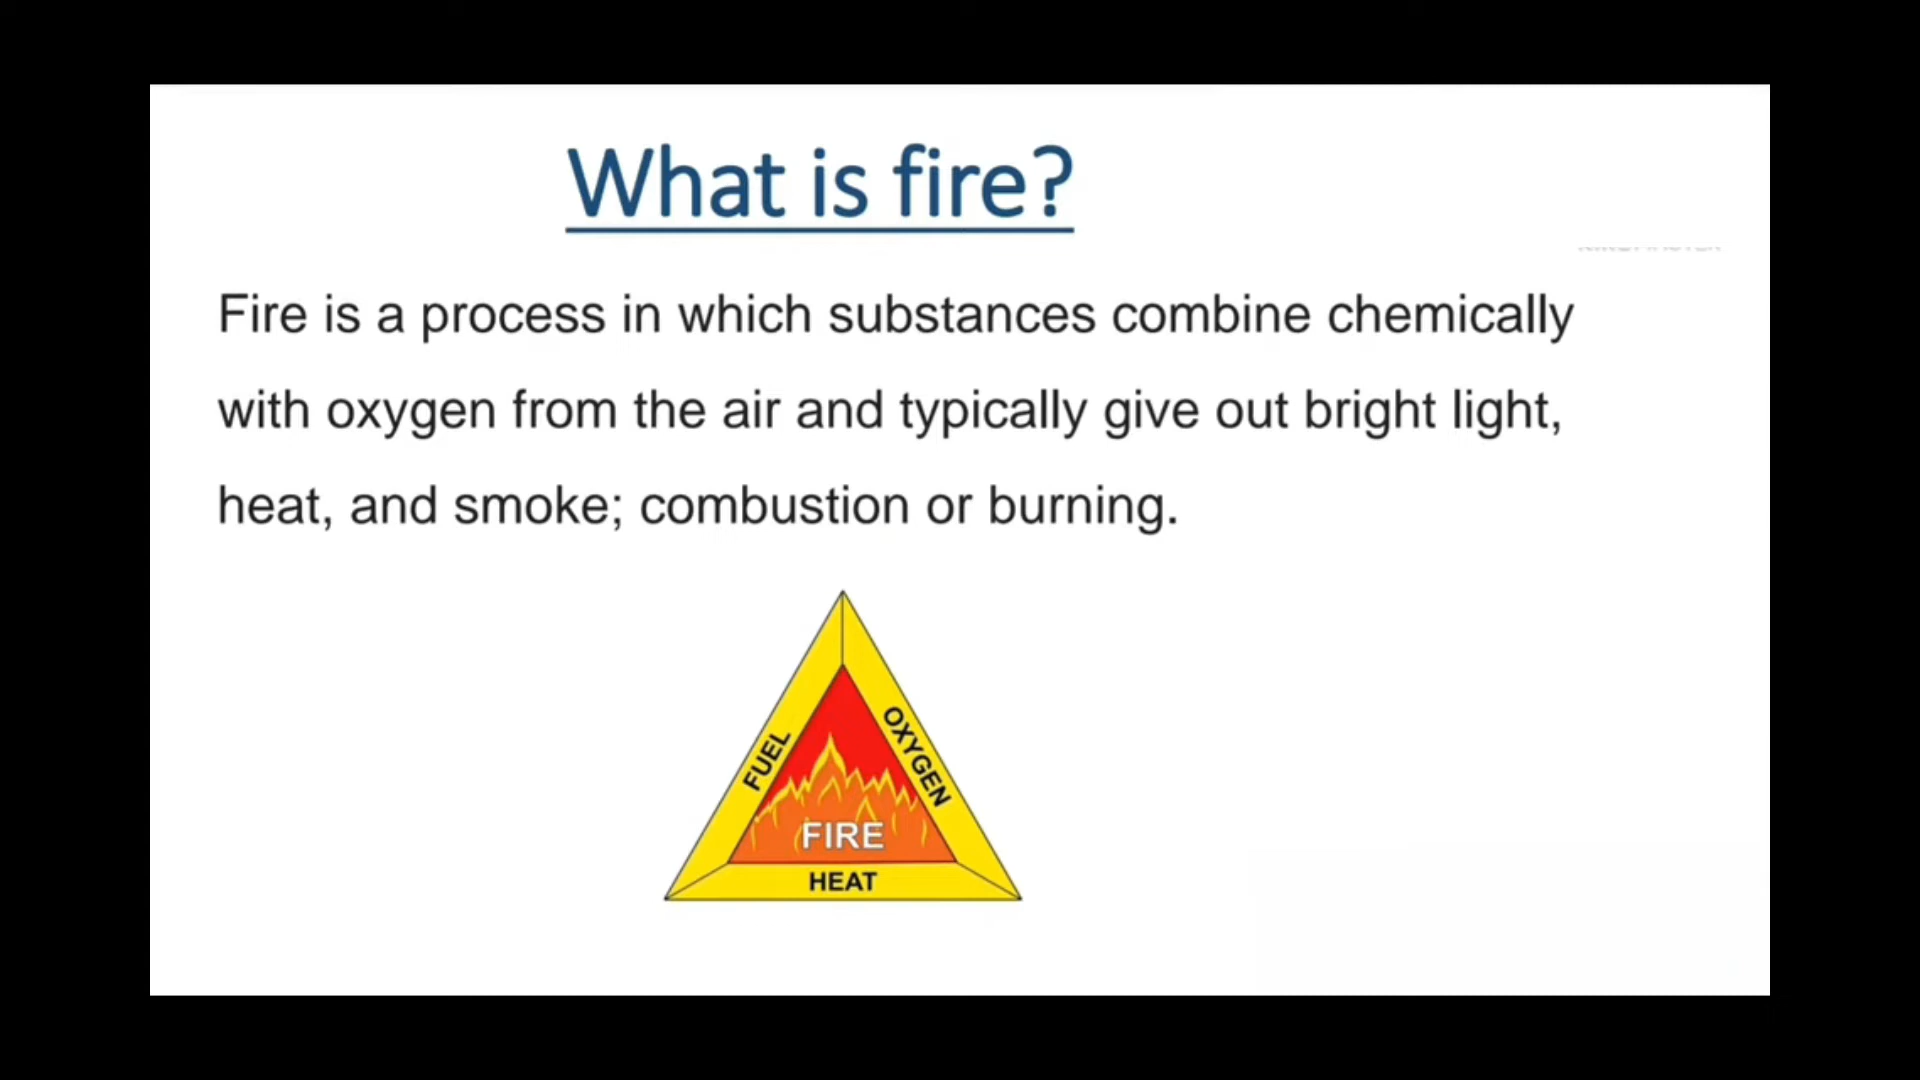 What is fire?
Fire is a process in which substances combine chemically
with oxygen from the air and typically give out bright light,
heat, and smoke; combustion or burning.
FUEL
OXYGEN
FIRE
HEAT